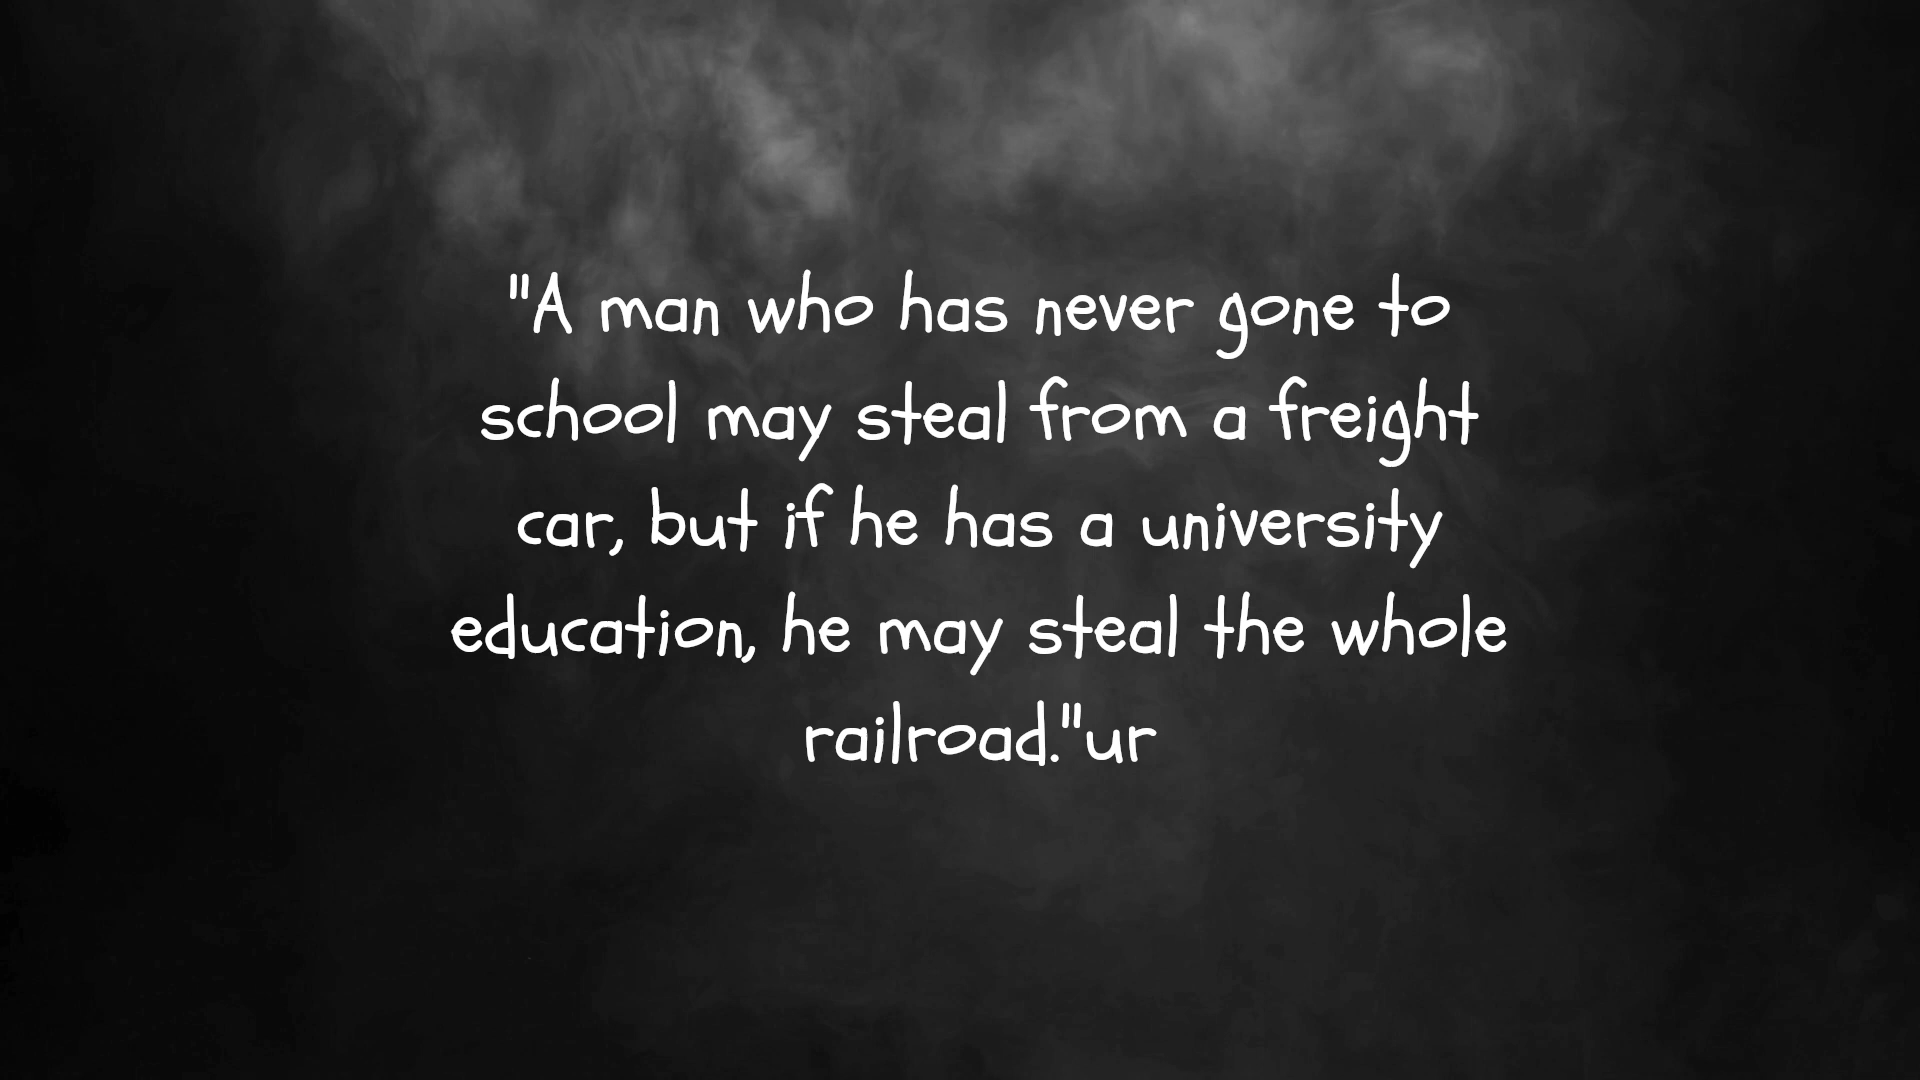 "A man who has never gone to
school may steal from a freight
car, but if he has a university
education, he may steal the whole
railroad."ur